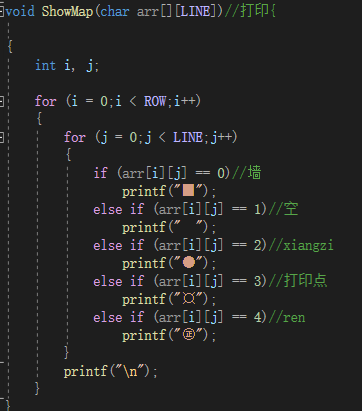 void ShowMap(char arr[][LINE])//打印{
{
int i, j;
for (i = 0;i < ROW;i++)
{
for (j = 0;j < LINE;j++)
{
if (arr[i][j] == 0)//墙
printf("■");
else if (arr[i][j] == 1)//空
printf("  ");
else if (arr[i][j] == 2)//xiangzi
printf("●");
else if (arr[i][j] == 3)//打印点
printf("¤");
else if (arr[i][j] == 4)//ren
printf("㊣");
}
printf("\n");
}
}